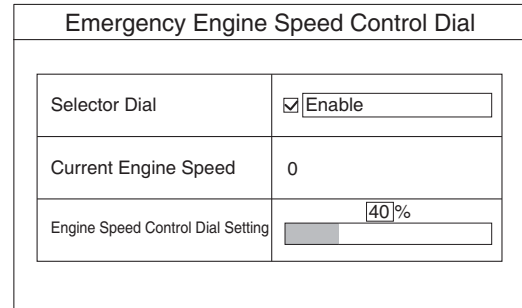 Emergency Engine Speed Control Dial
Selector Dial
Enable
Current Engine Speed
0
Engine Speed Control Dial Setting
40%